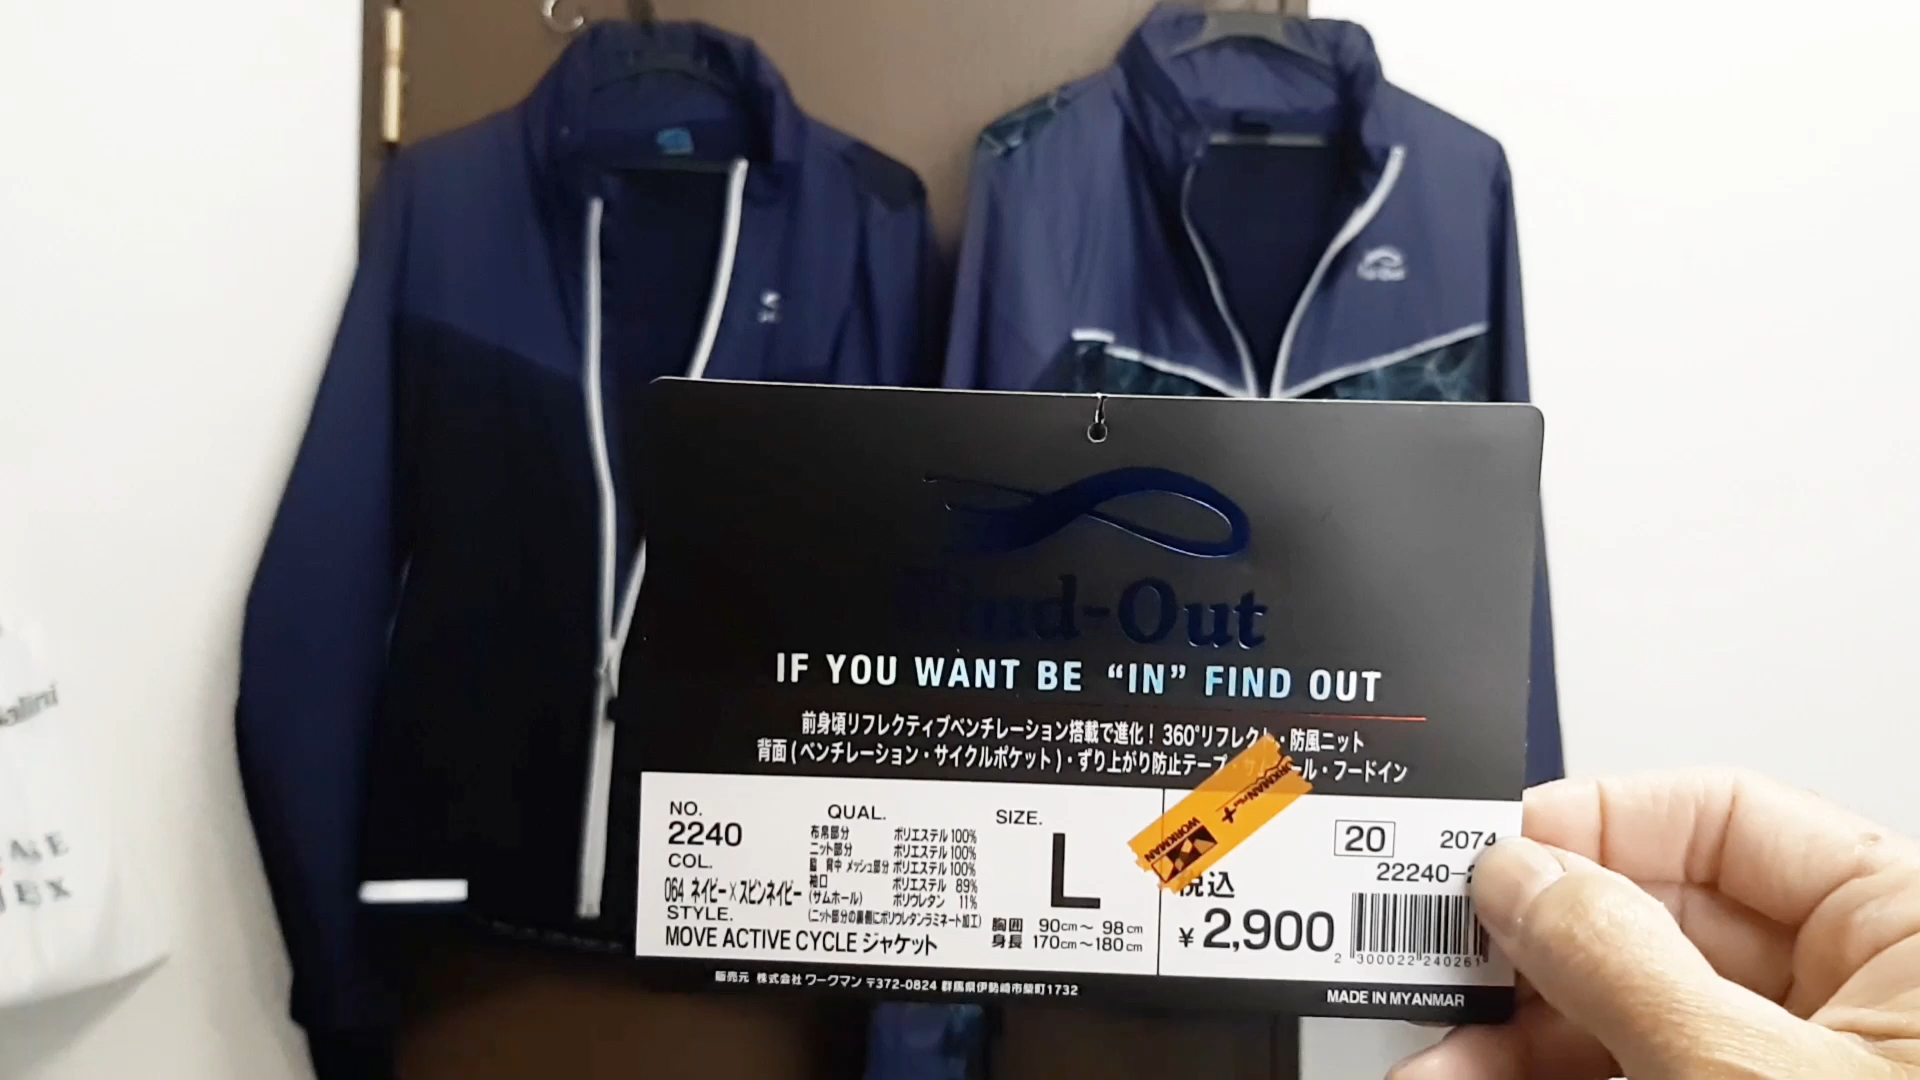 Find-Out
IF YOU WANT BE “IN” FIND OUT
前身頃リフレクティブベンチレーション搭載で進化！360°リフレクト・防風ニット
背面(ベンチレーション・サイクルポケット)・ずり上がり防止テープ・サムホール・フードイン
NO.
2240
COL.
064 ネイビー×スピンネイビー
STYLE.
MOVE ACTIVE CYCLE ジャケット
QUAL.
布帛部分 ポリエステル 100%
ニット部分 ポリエステル 100%
脇 背中 メッシュ部分 ポリエステル 100%
袖口 ポリエステル 89%
(サムホール) ポリウレタン 11%
(ニット部分の裏側にポリウレタンラミネート加工)
SIZE.
L
胸囲 90cm～ 98cm
身長 170cm～180cm
WORKMAN
WORKMAN
20 2074
22240-
税込
¥2,900
2 300022 240261
販売元 株式会社 ワークマン 〒372-0824 群馬県伊勢崎市柴町1732
MADE IN MYANMAR